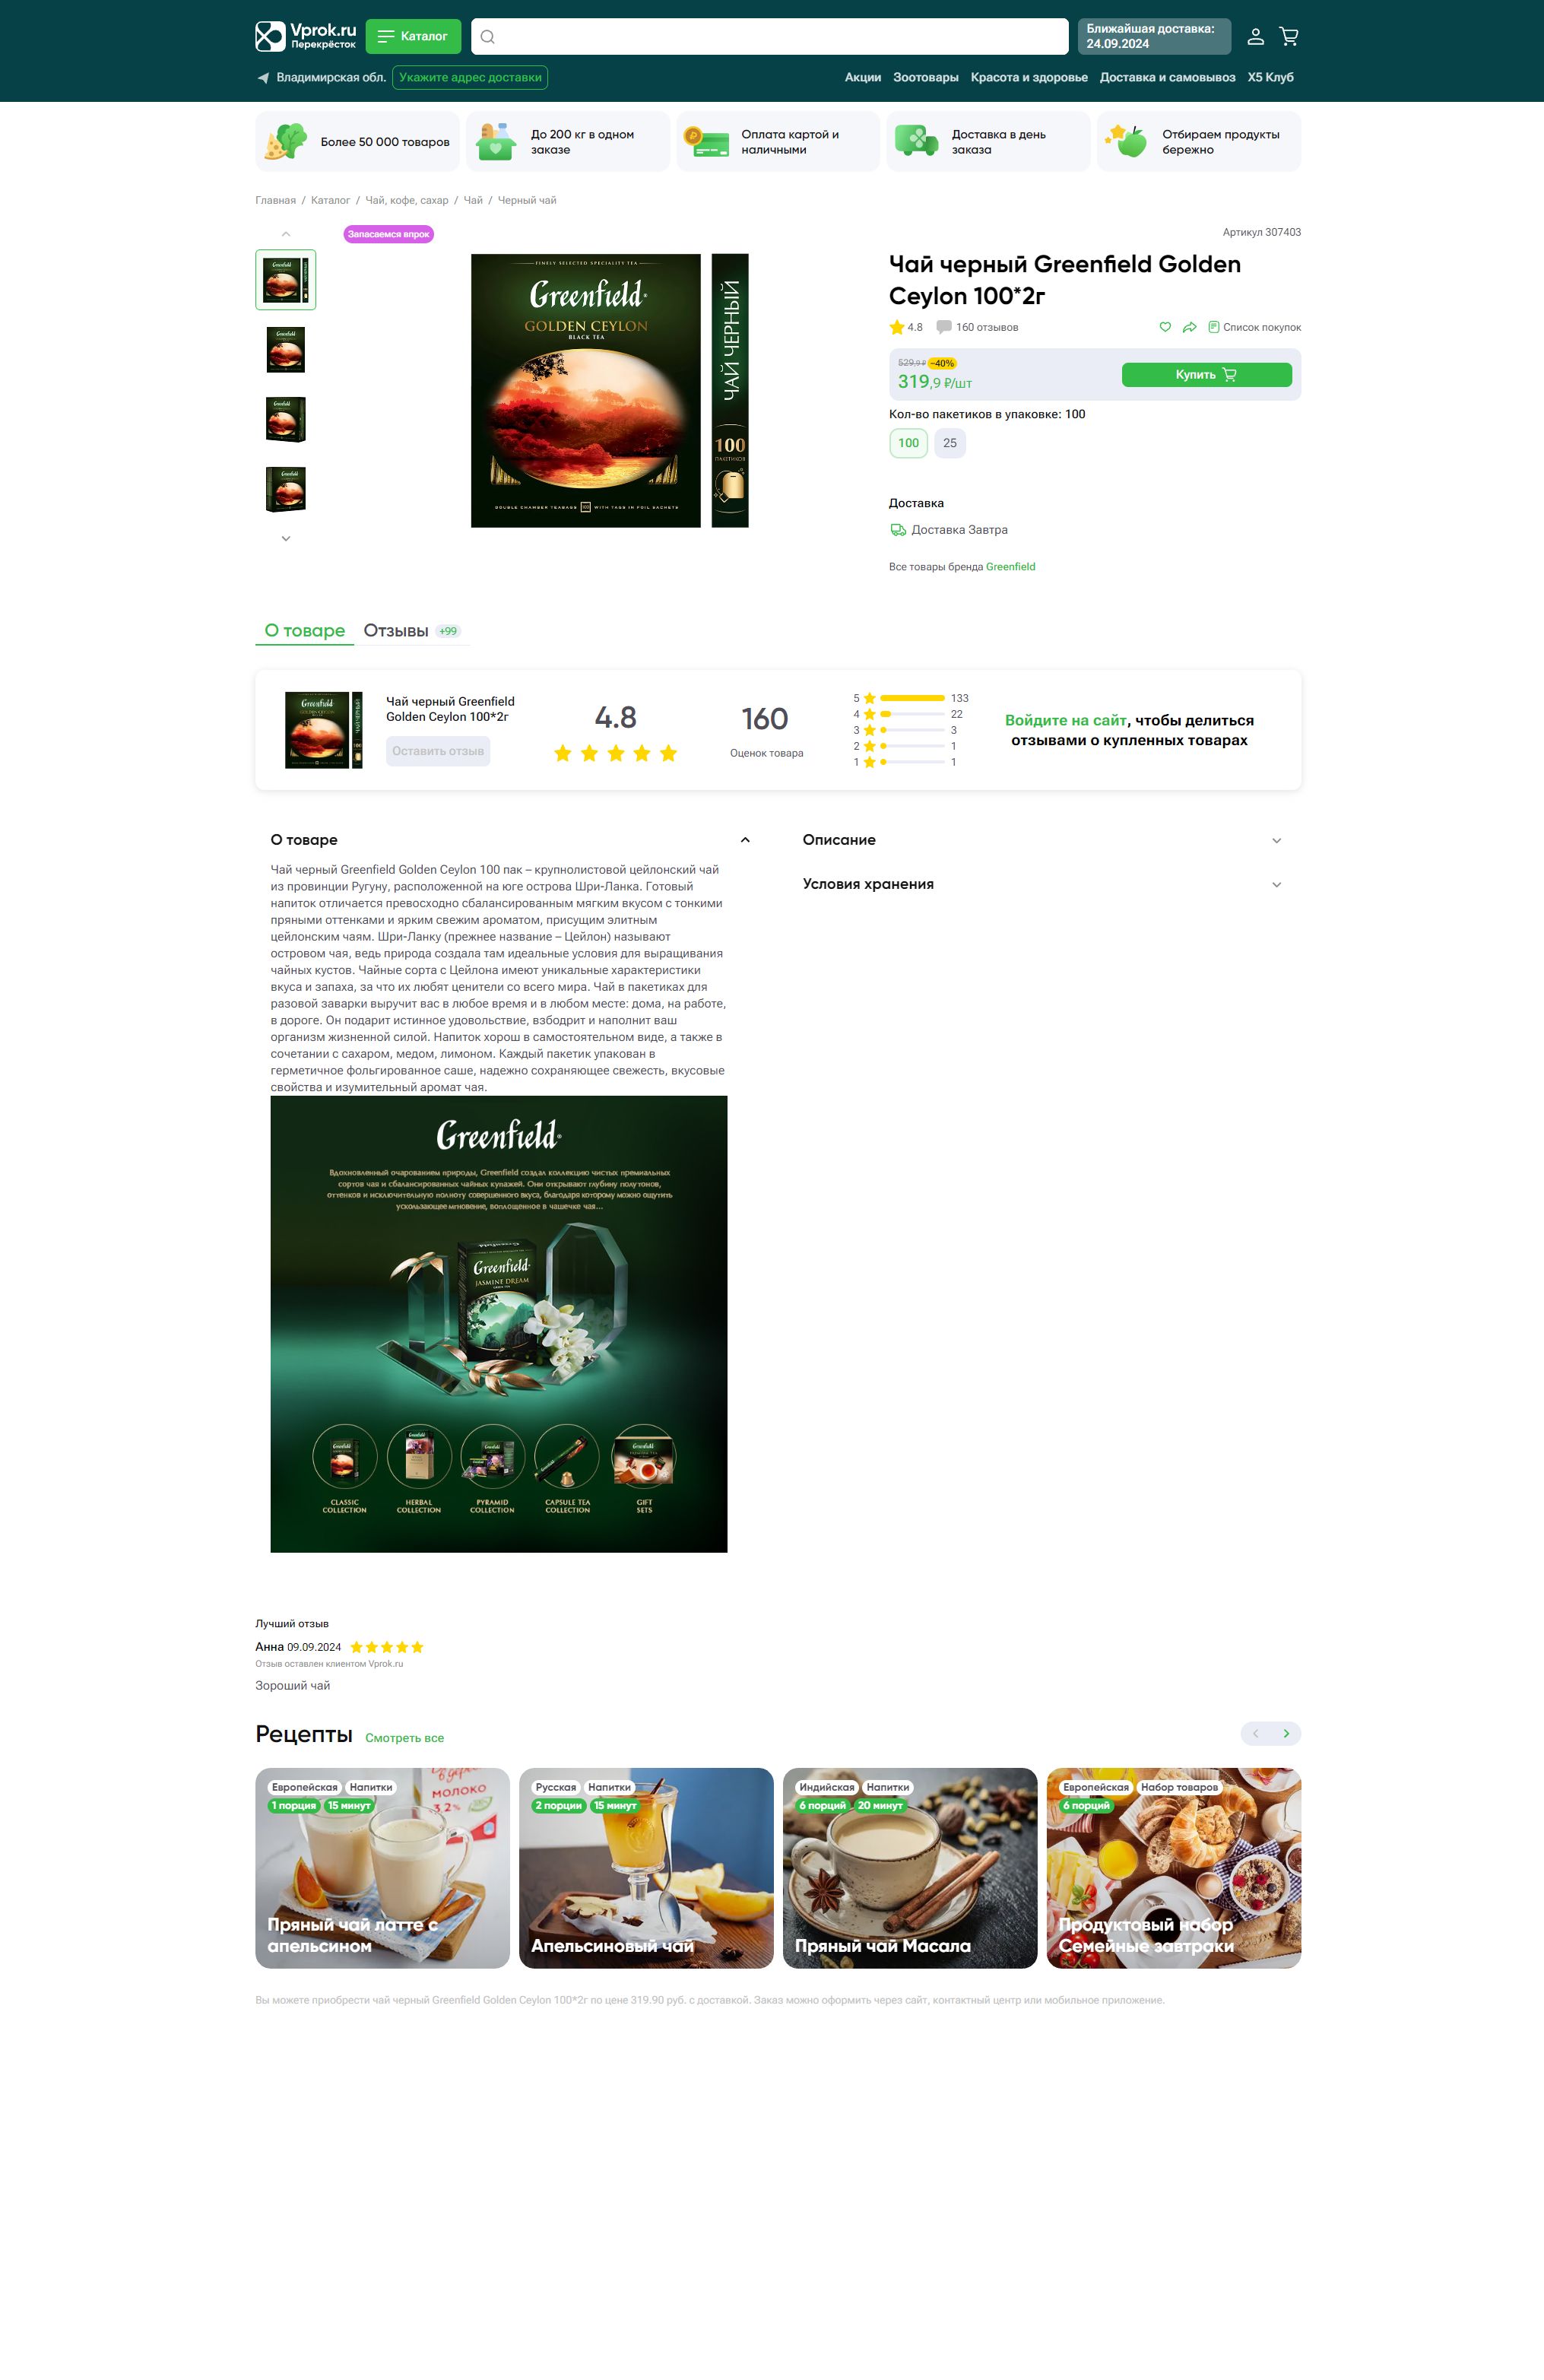 Vprok.ru
Перекрёсток
Каталог
Ближайшая доставка:
24.09.2024
Владимирская обл.
Укажите адрес доставки
Акции
Зоотовары
Красота и здоровье
Доставка и самовывоз
X5 Клуб
Более 50 000 товаров
До 200 кг в одном
заказе
Оплата картой и
наличными
Доставка в день
заказа
Отбираем продукты
бережно
Главная / Каталог / Чай, кофе, сахар / Чай / Черный чай
Запасаемся впрок
Артикул 307403
FINELY SELECTED SPECIALITY TEA
Greenfield
GOLDEN CEYLON
BLACK TEA
DOUBLE CHAMBER TEABAGS 100 WITH TAGS IN FOIL SACHETS
ЧАЙ ЧЕРНЫЙ
100
ПАКЕТИКОВ
Чай черный Greenfield Golden
Ceylon 100*2г
4.8
160 отзывов
Список покупок
529,9 ₽ −40%
319,9 ₽/шт
Купить
Кол-во пакетиков в упаковке: 100
100
25
Доставка
Доставка Завтра
Все товары бренда Greenfield
О товаре
Отзывы +99
Чай черный Greenfield
Golden Ceylon 100*2г
Оставить отзыв
4.8
160
Оценок товара
5 133
4 22
3 3
2 1
1 1
Войдите на сайт, чтобы делиться
отзывами о купленных товарах
О товаре
Чай черный Greenfield Golden Ceylon 100 пак – крупнолистовой цейлонский чай
из провинции Ругуну, расположенной на юге острова Шри-Ланка. Готовый
напиток отличается превосходно сбалансированным мягким вкусом с тонкими
пряными оттенками и ярким свежим ароматом, присущим элитным
цейлонским чаям. Шри-Ланку (прежнее название – Цейлон) называют
островом чая, ведь природа создала там идеальные условия для выращивания
чайных кустов. Чайные сорта с Цейлона имеют уникальные характеристики
вкуса и запаха, за что их любят ценители со всего мира. Чай в пакетиках для
разовой заварки выручит вас в любое время и в любом месте: дома, на работе,
в дороге. Он подарит истинное удовольствие, взбодрит и наполнит ваш
организм жизненной силой. Напиток хорош в самостоятельном виде, а также в
сочетании с сахаром, медом, лимоном. Каждый пакетик упакован в
герметичное фольгированное саше, надежно сохраняющее свежесть, вкусовые
свойства и изумительный аромат чая.
Описание
Условия хранения
Greenfield
Вдохновленный очарованием природы, Greenfield создал коллекцию чистых премиальных
сортов чая и сбалансированных чайных купажей. Они открывают глубину полутонов,
оттенков и исключительную полноту совершенного вкуса, благодаря которому можно ощутить
ускользающее мгновение, воплощенное в чашечке чая...
Greenfield
JASMINE DREAM
CLASSIC
COLLECTION
HERBAL
COLLECTION
PYRAMID
COLLECTION
CAPSULE TEA
COLLECTION
GIFT
SETS
Лучший отзыв
Анна 09.09.2024
Отзыв оставлен клиентом Vprok.ru
Зороший чай
Рецепты
Смотреть все
Европейская Напитки
1 порция 15 минут
МОЛОКО
3,2%
Пряный чай латте с
апельсином
Русская Напитки
2 порции 15 минут
Апельсиновый чай
Индийская Напитки
6 порций 20 минут
Пряный чай Масала
Европейская Набор товаров
6 порций
Продуктовый набор
Семейные завтраки
Вы можете приобрести чай черный Greenfield Golden Ceylon 100*2г по цене 319.90 руб. с доставкой. Заказ можно оформить через сайт, контактный центр или мобильное приложение.